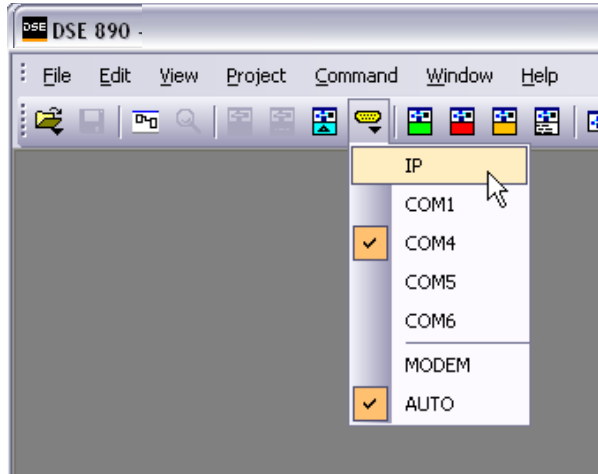 DSE DSE 890 -
File Edit View Project Command Window Help
IP
COM1
COM4
COM5
COM6
MODEM
AUTO